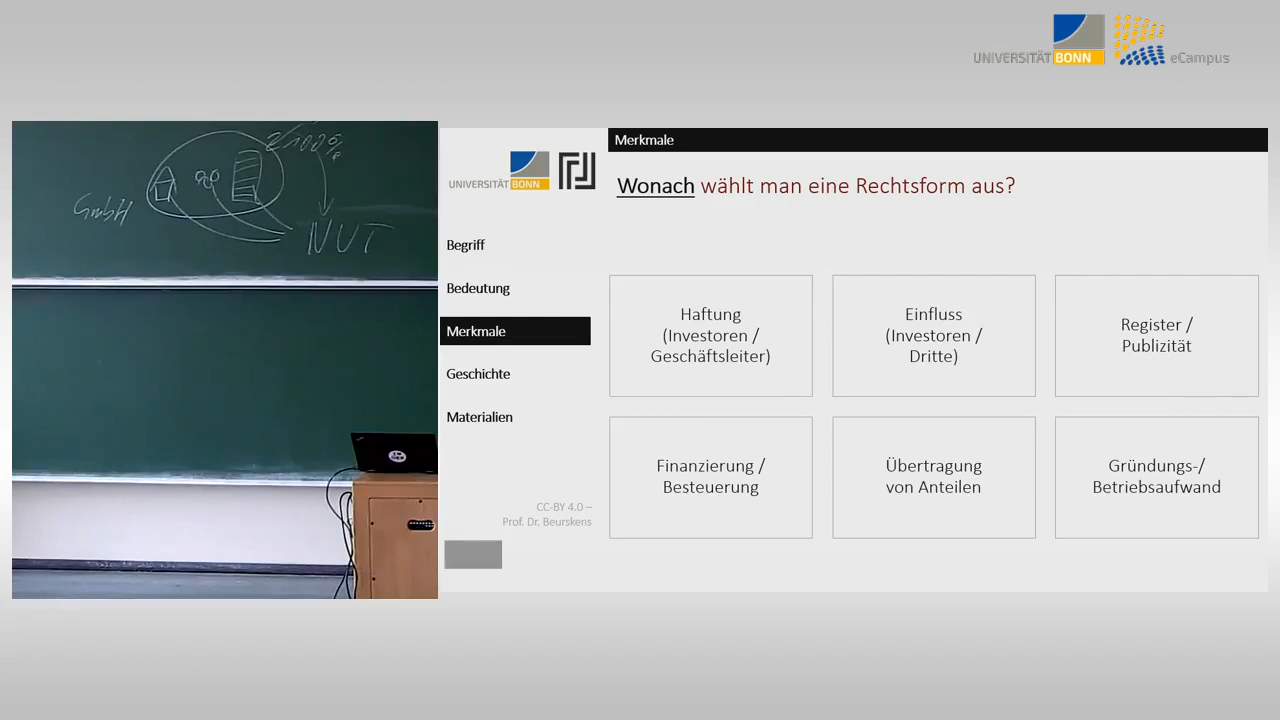 UNIVERSITÄT BONN
eCampus
GmbH
NUT
UNIVERSITÄT BONN
Begriff
Bedeutung
Merkmale
Geschichte
Materialien
CC-BY 4.0 –
Prof. Dr. Beurskens
Merkmale
Wonach wählt man eine Rechtsform aus?
Haftung
(Investoren /
Geschäftsleiter)
Einfluss
(Investoren /
Dritte)
Register /
Publizität
Finanzierung /
Besteuerung
Übertragung
von Anteilen
Gründungs-/
Betriebsaufwand